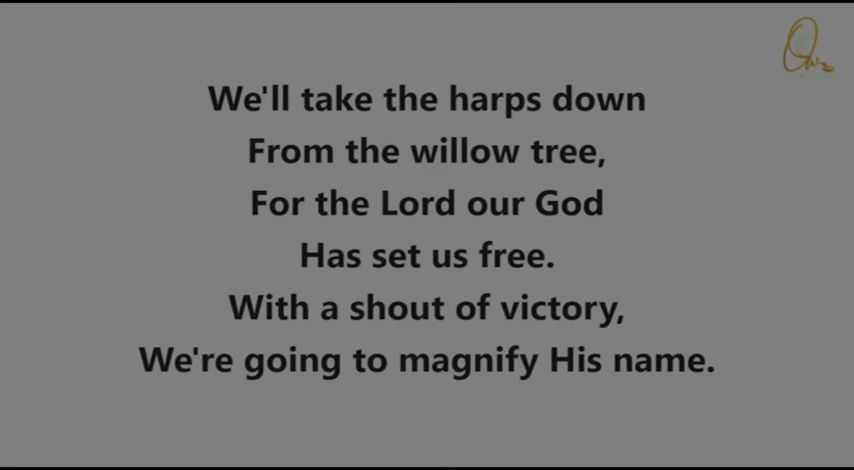 We'll take the harps down
From the willow tree,
For the Lord our God
Has set us free.
With a shout of victory,
We're going to magnify His name.